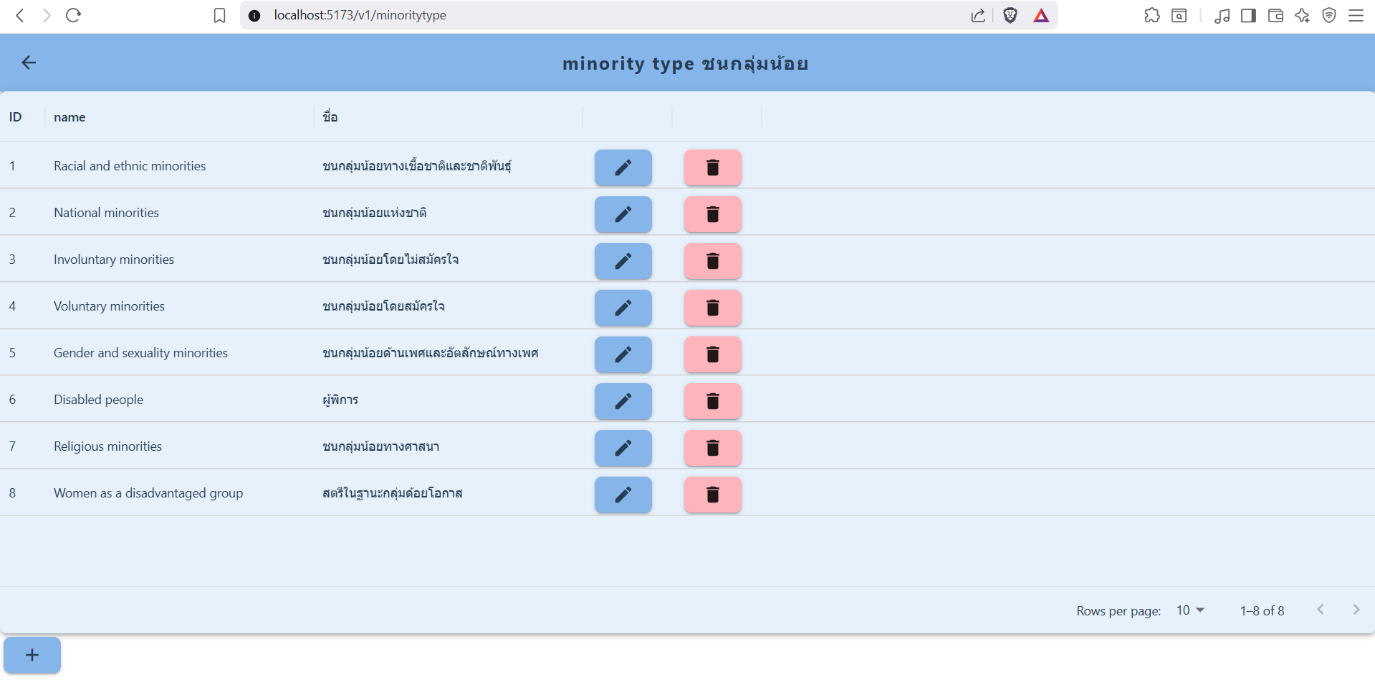 localhost:5173/v1/minoritytype
minority type ชนกลุ่มน้อย
ID name ชื่อ
1 Racial and ethnic minorities ชนกลุ่มน้อยทางเชื้อชาติและชาติพันธุ์
2 National minorities ชนกลุ่มน้อยแห่งชาติ
3 Involuntary minorities ชนกลุ่มน้อยโดยไม่สมัครใจ
4 Voluntary minorities ชนกลุ่มน้อยโดยสมัครใจ
5 Gender and sexuality minorities ชนกลุ่มน้อยด้านเพศและอัตลักษณ์ทางเพศ
6 Disabled people ผู้พิการ
7 Religious minorities ชนกลุ่มน้อยทางศาสนา
8 Women as a disadvantaged group สตรีในฐานะกลุ่มด้อยโอกาส
Rows per page: 10 1–8 of 8